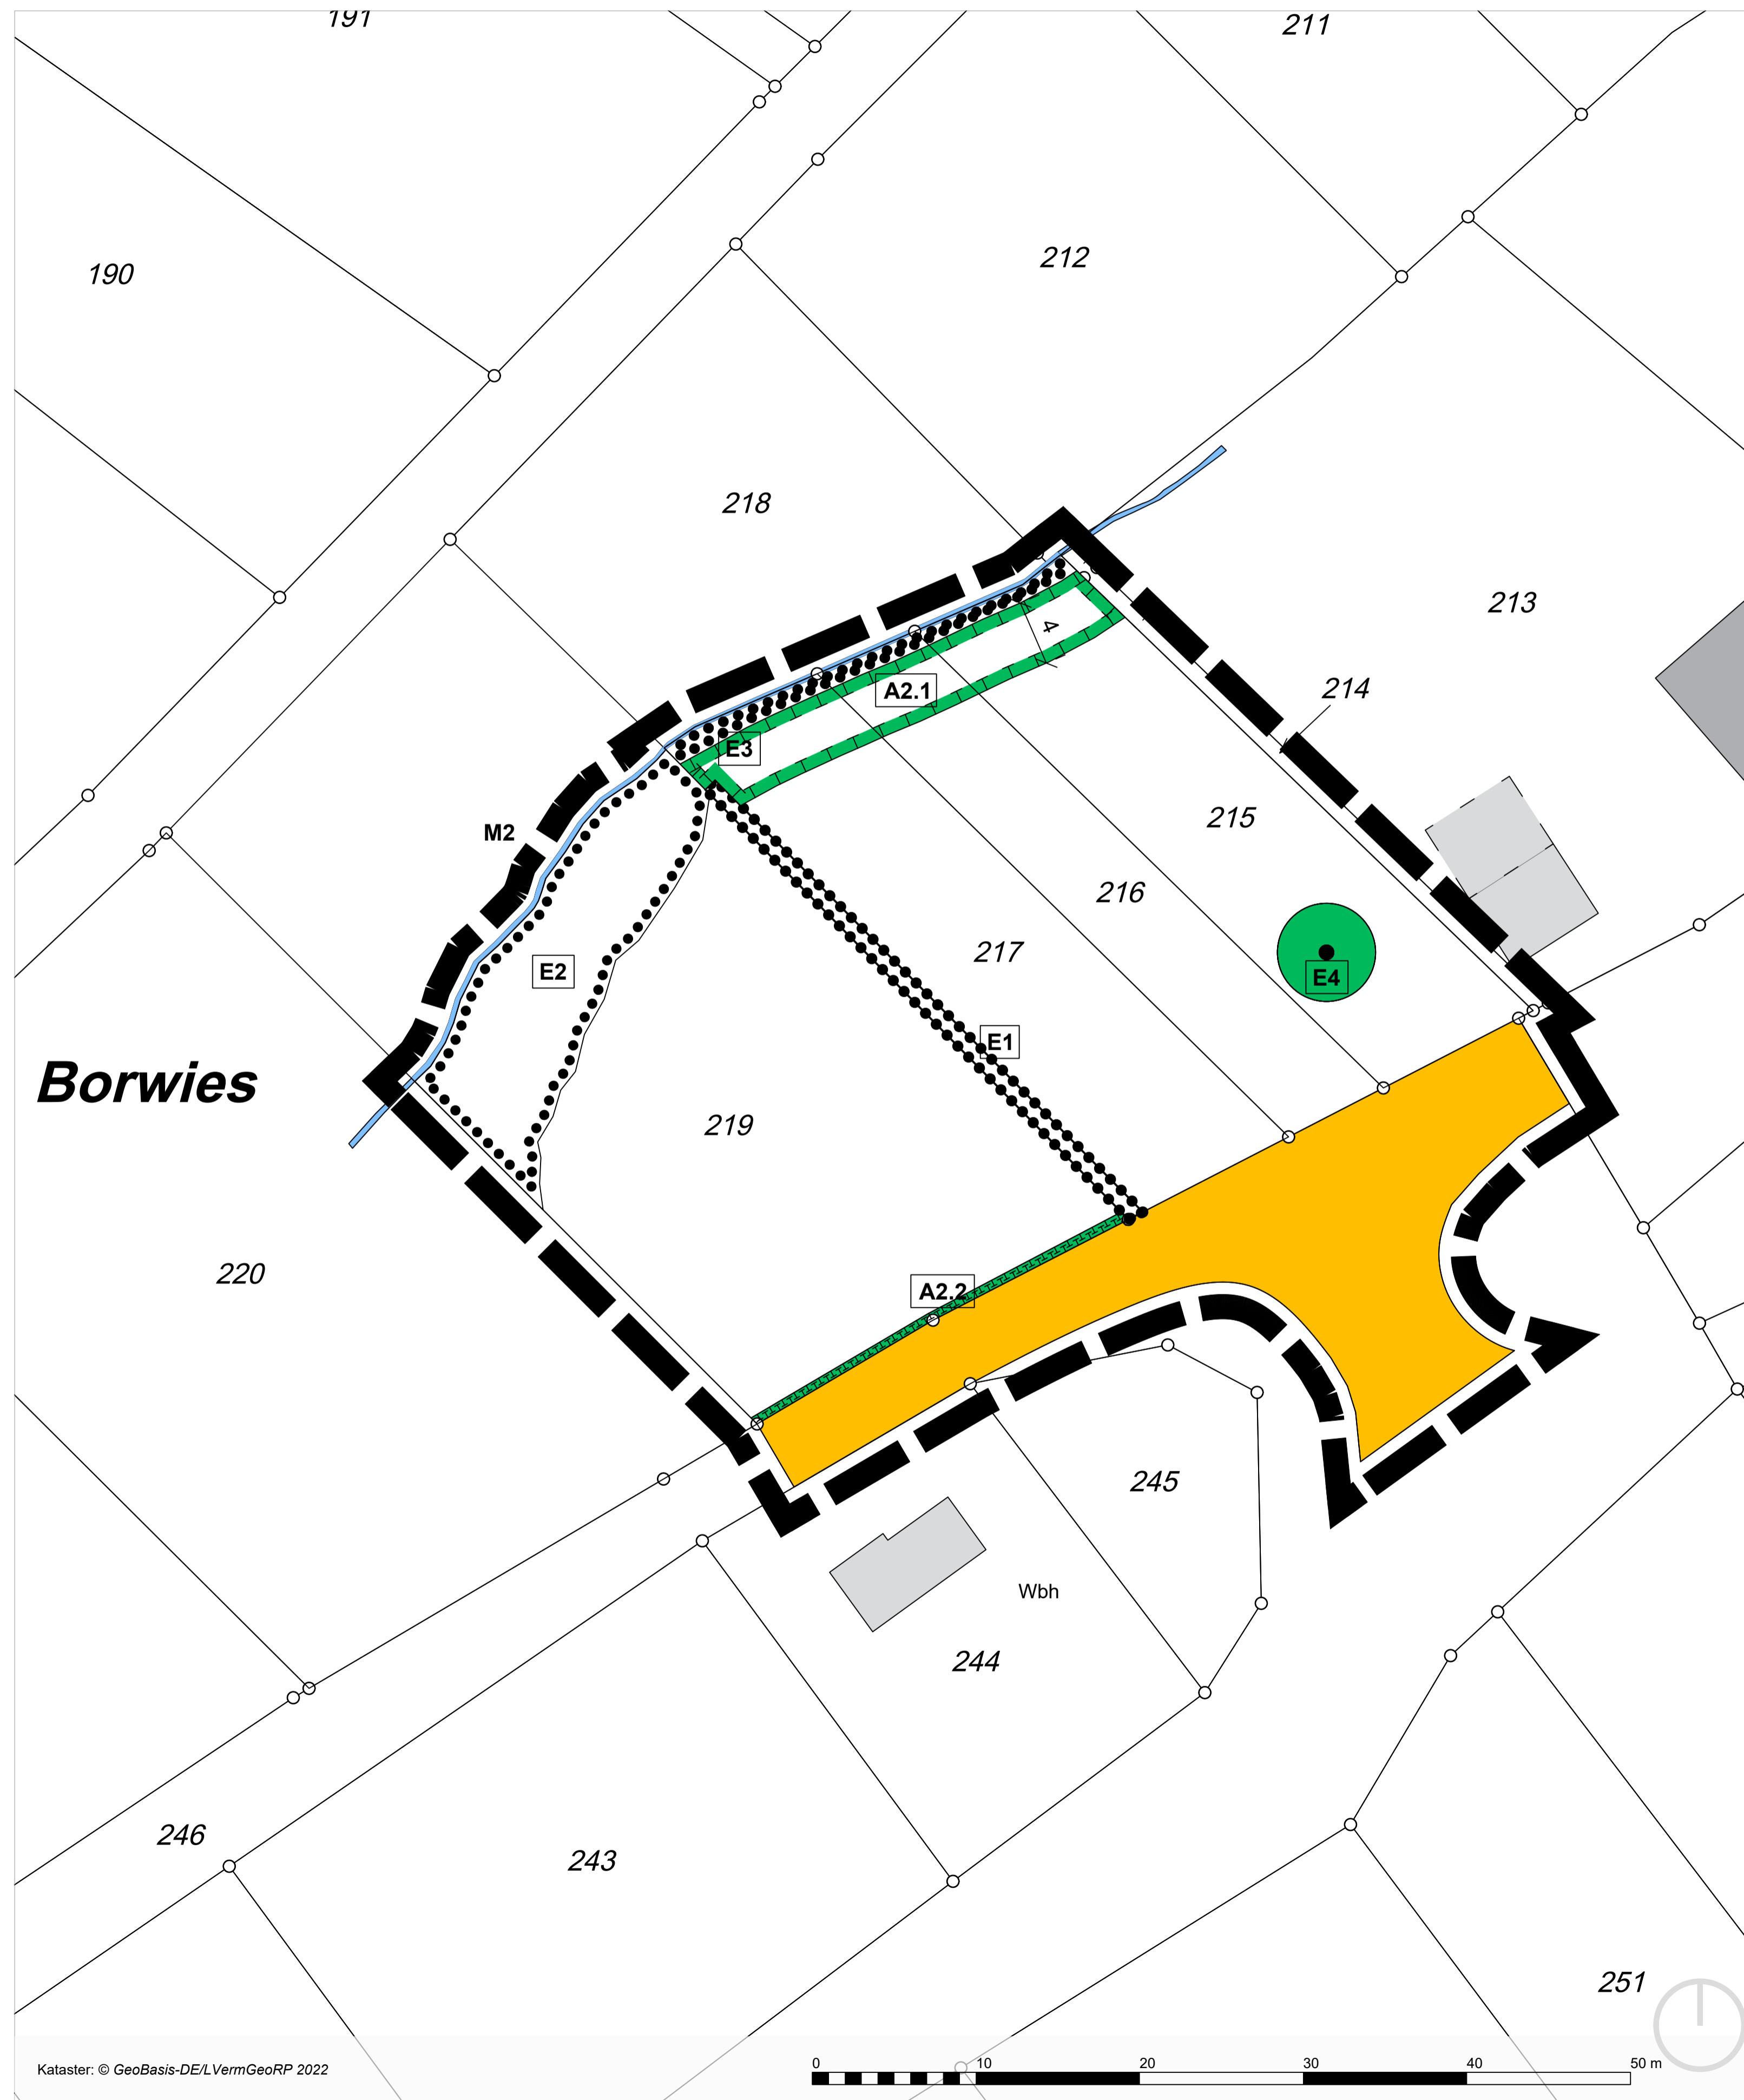 191
211
190
212
218
213
4
214
A2.1
E3
215
M2
216
217
E2
E4
E1
Borwies
219
220
A2.2
245
Wbh
244
246
243
251
Kataster: © GeoBasis-DE/LVermGeoRP 2022
0 10 20 30 40 50 m